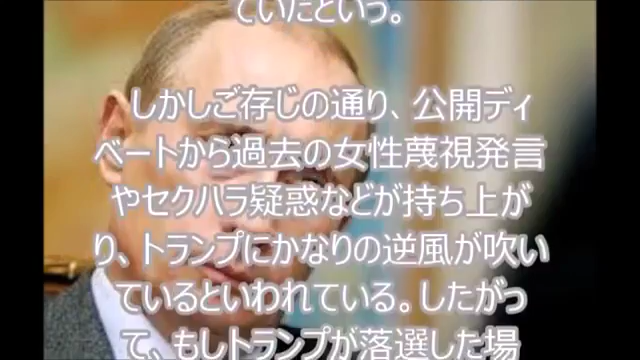 ていたという。
しかしご存じの通り、公開ディ
ベートから過去の女性蔑視発言
やセクハラ疑惑などが持ち上が
り、トランプにかなりの逆風が吹い
ているといわれている。したがっ
て、もしトランプが落選した場